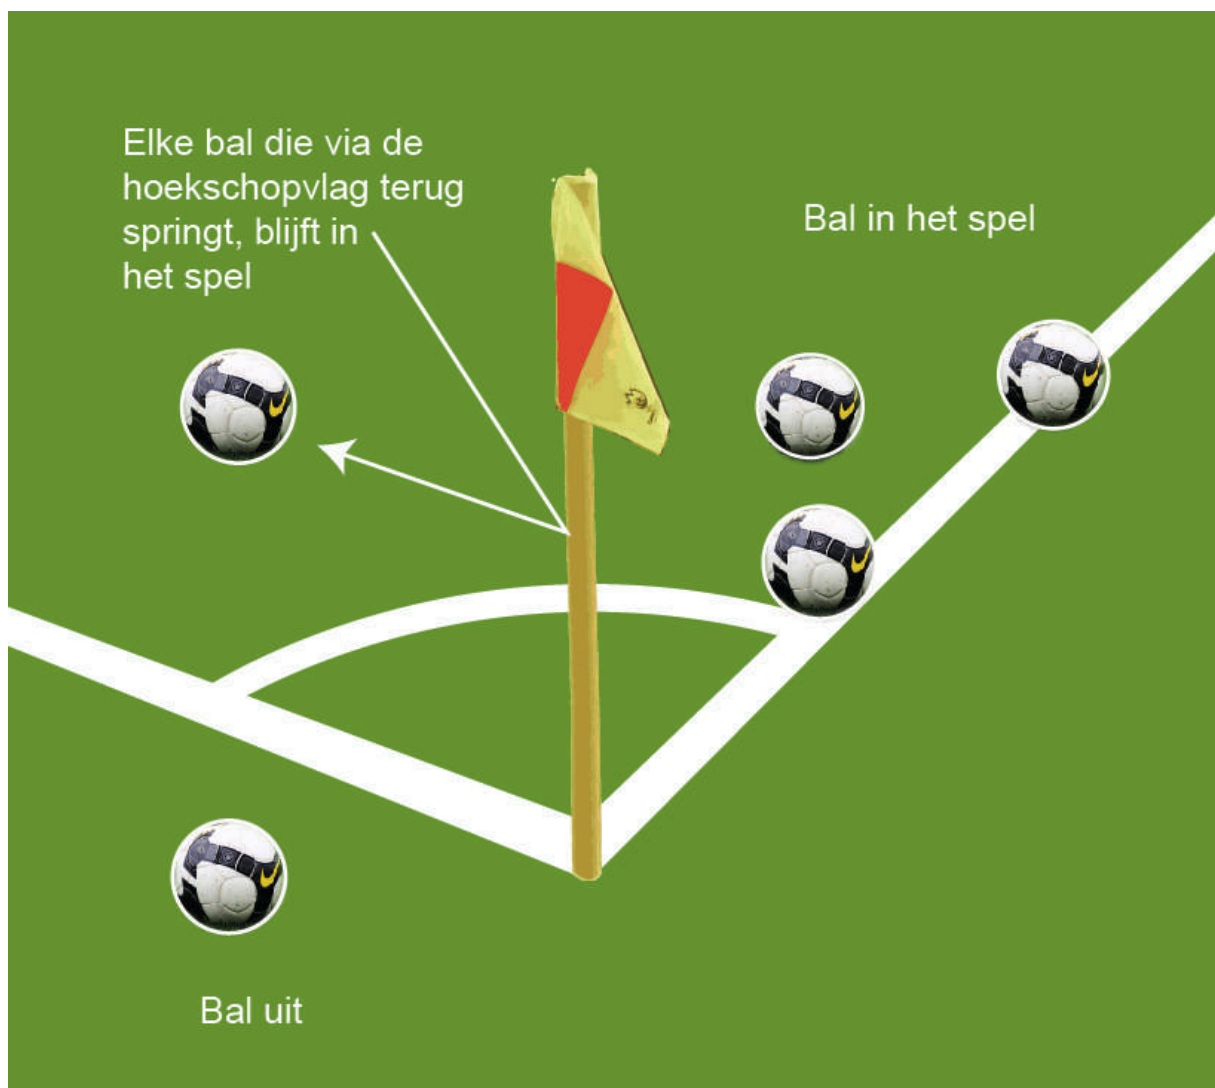 Elke bal die via de
hoekschopvlag terug
springt, blijft in
het spel
Bal in het spel
Bal uit